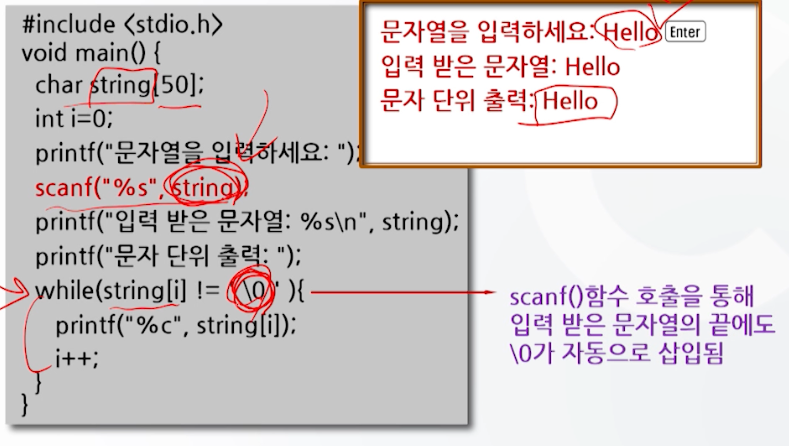 #include <stdio.h>
void main() {
char string[50];
int i=0;
printf("문자열을 입력하세요: ");
scanf("%s", string);
printf("입력 받은 문자열: %s\n", string);
printf("문자 단위 출력: ");
while(string[i] != '\0' ){
printf("%c", string[i]);
i++;
}
}
문자열을 입력하세요: Hello Enter
입력 받은 문자열: Hello
문자 단위 출력: Hello
scanf()함수 호출을 통해
입력 받은 문자열의 끝에도
\0가 자동으로 삽입됨